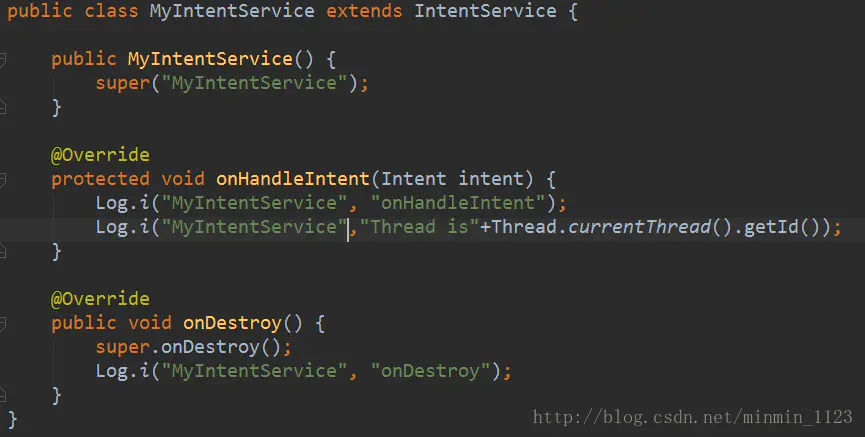 public class MyIntentService extends IntentService {
public MyIntentService() {
super("MyIntentService");
}
@Override
protected void onHandleIntent(Intent intent) {
Log.i("MyIntentService", "onHandleIntent");
Log.i("MyIntentService","Thread is"+Thread.currentThread().getId());
}
@Override
public void onDestroy() {
super.onDestroy();
Log.i("MyIntentService", "onDestroy");
}
}
http://blog.csdn.net/minmin_1123